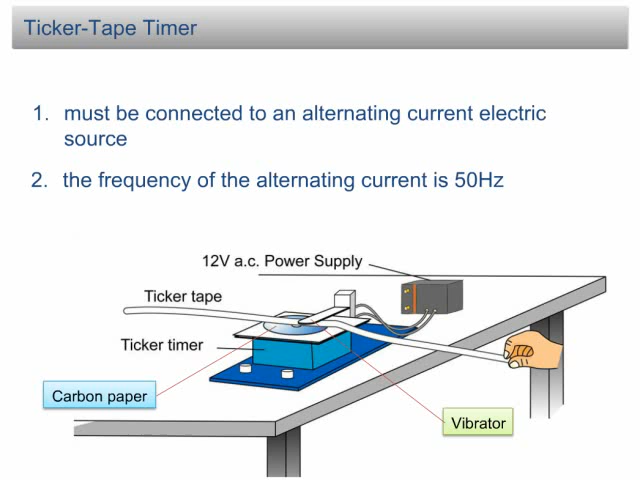 Ticker-Tape Timer
1. must be connected to an alternating current electric
source
2. the frequency of the alternating current is 50Hz
12V a.c. Power Supply
Ticker tape
Ticker timer
Carbon paper
Vibrator